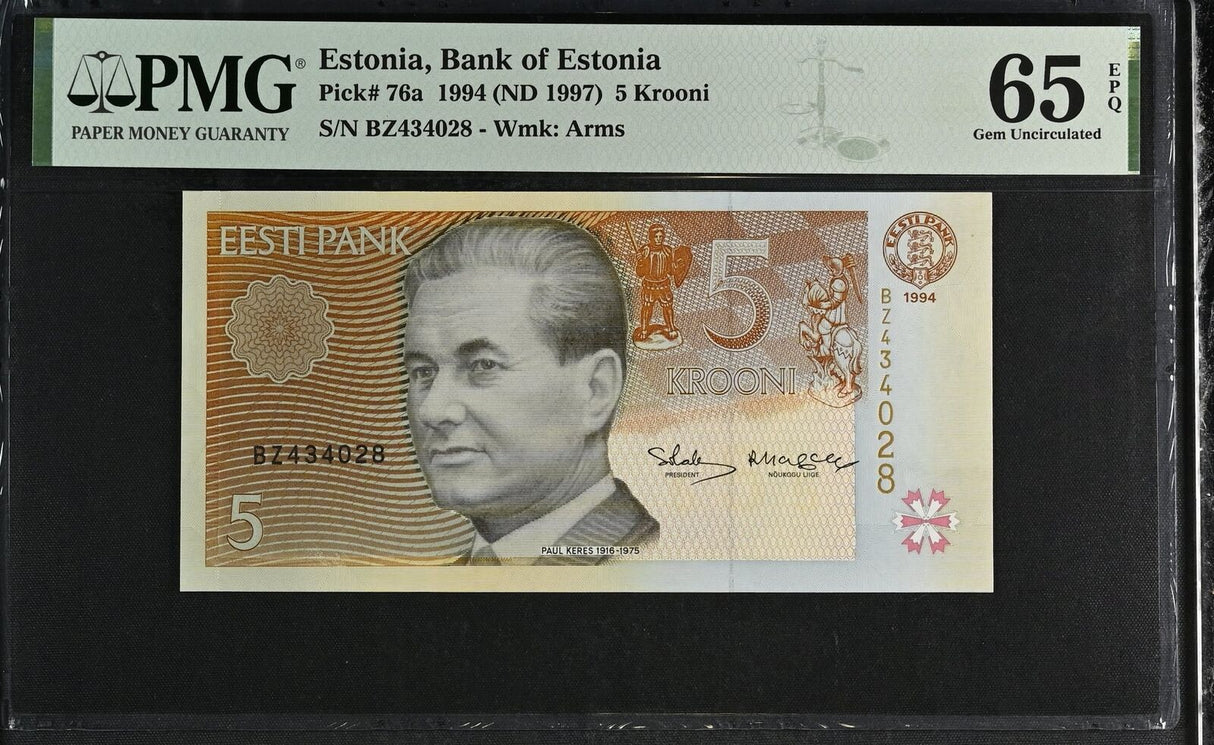 PMG®
PAPER MONEY GUARANTY
Estonia, Bank of Estonia
Pick# 76a 1994 (ND 1997) 5 Krooni
S/N BZ434028 - Wmk: Arms
65 EPQ
Gem Uncirculated
EESTI PANK
5
KROONI
EESTI PANK
1994
BZ434028
BZ434028
PRESIDENT
NÕUKOGU LIIGE
5
PAUL KERES 1916-1975